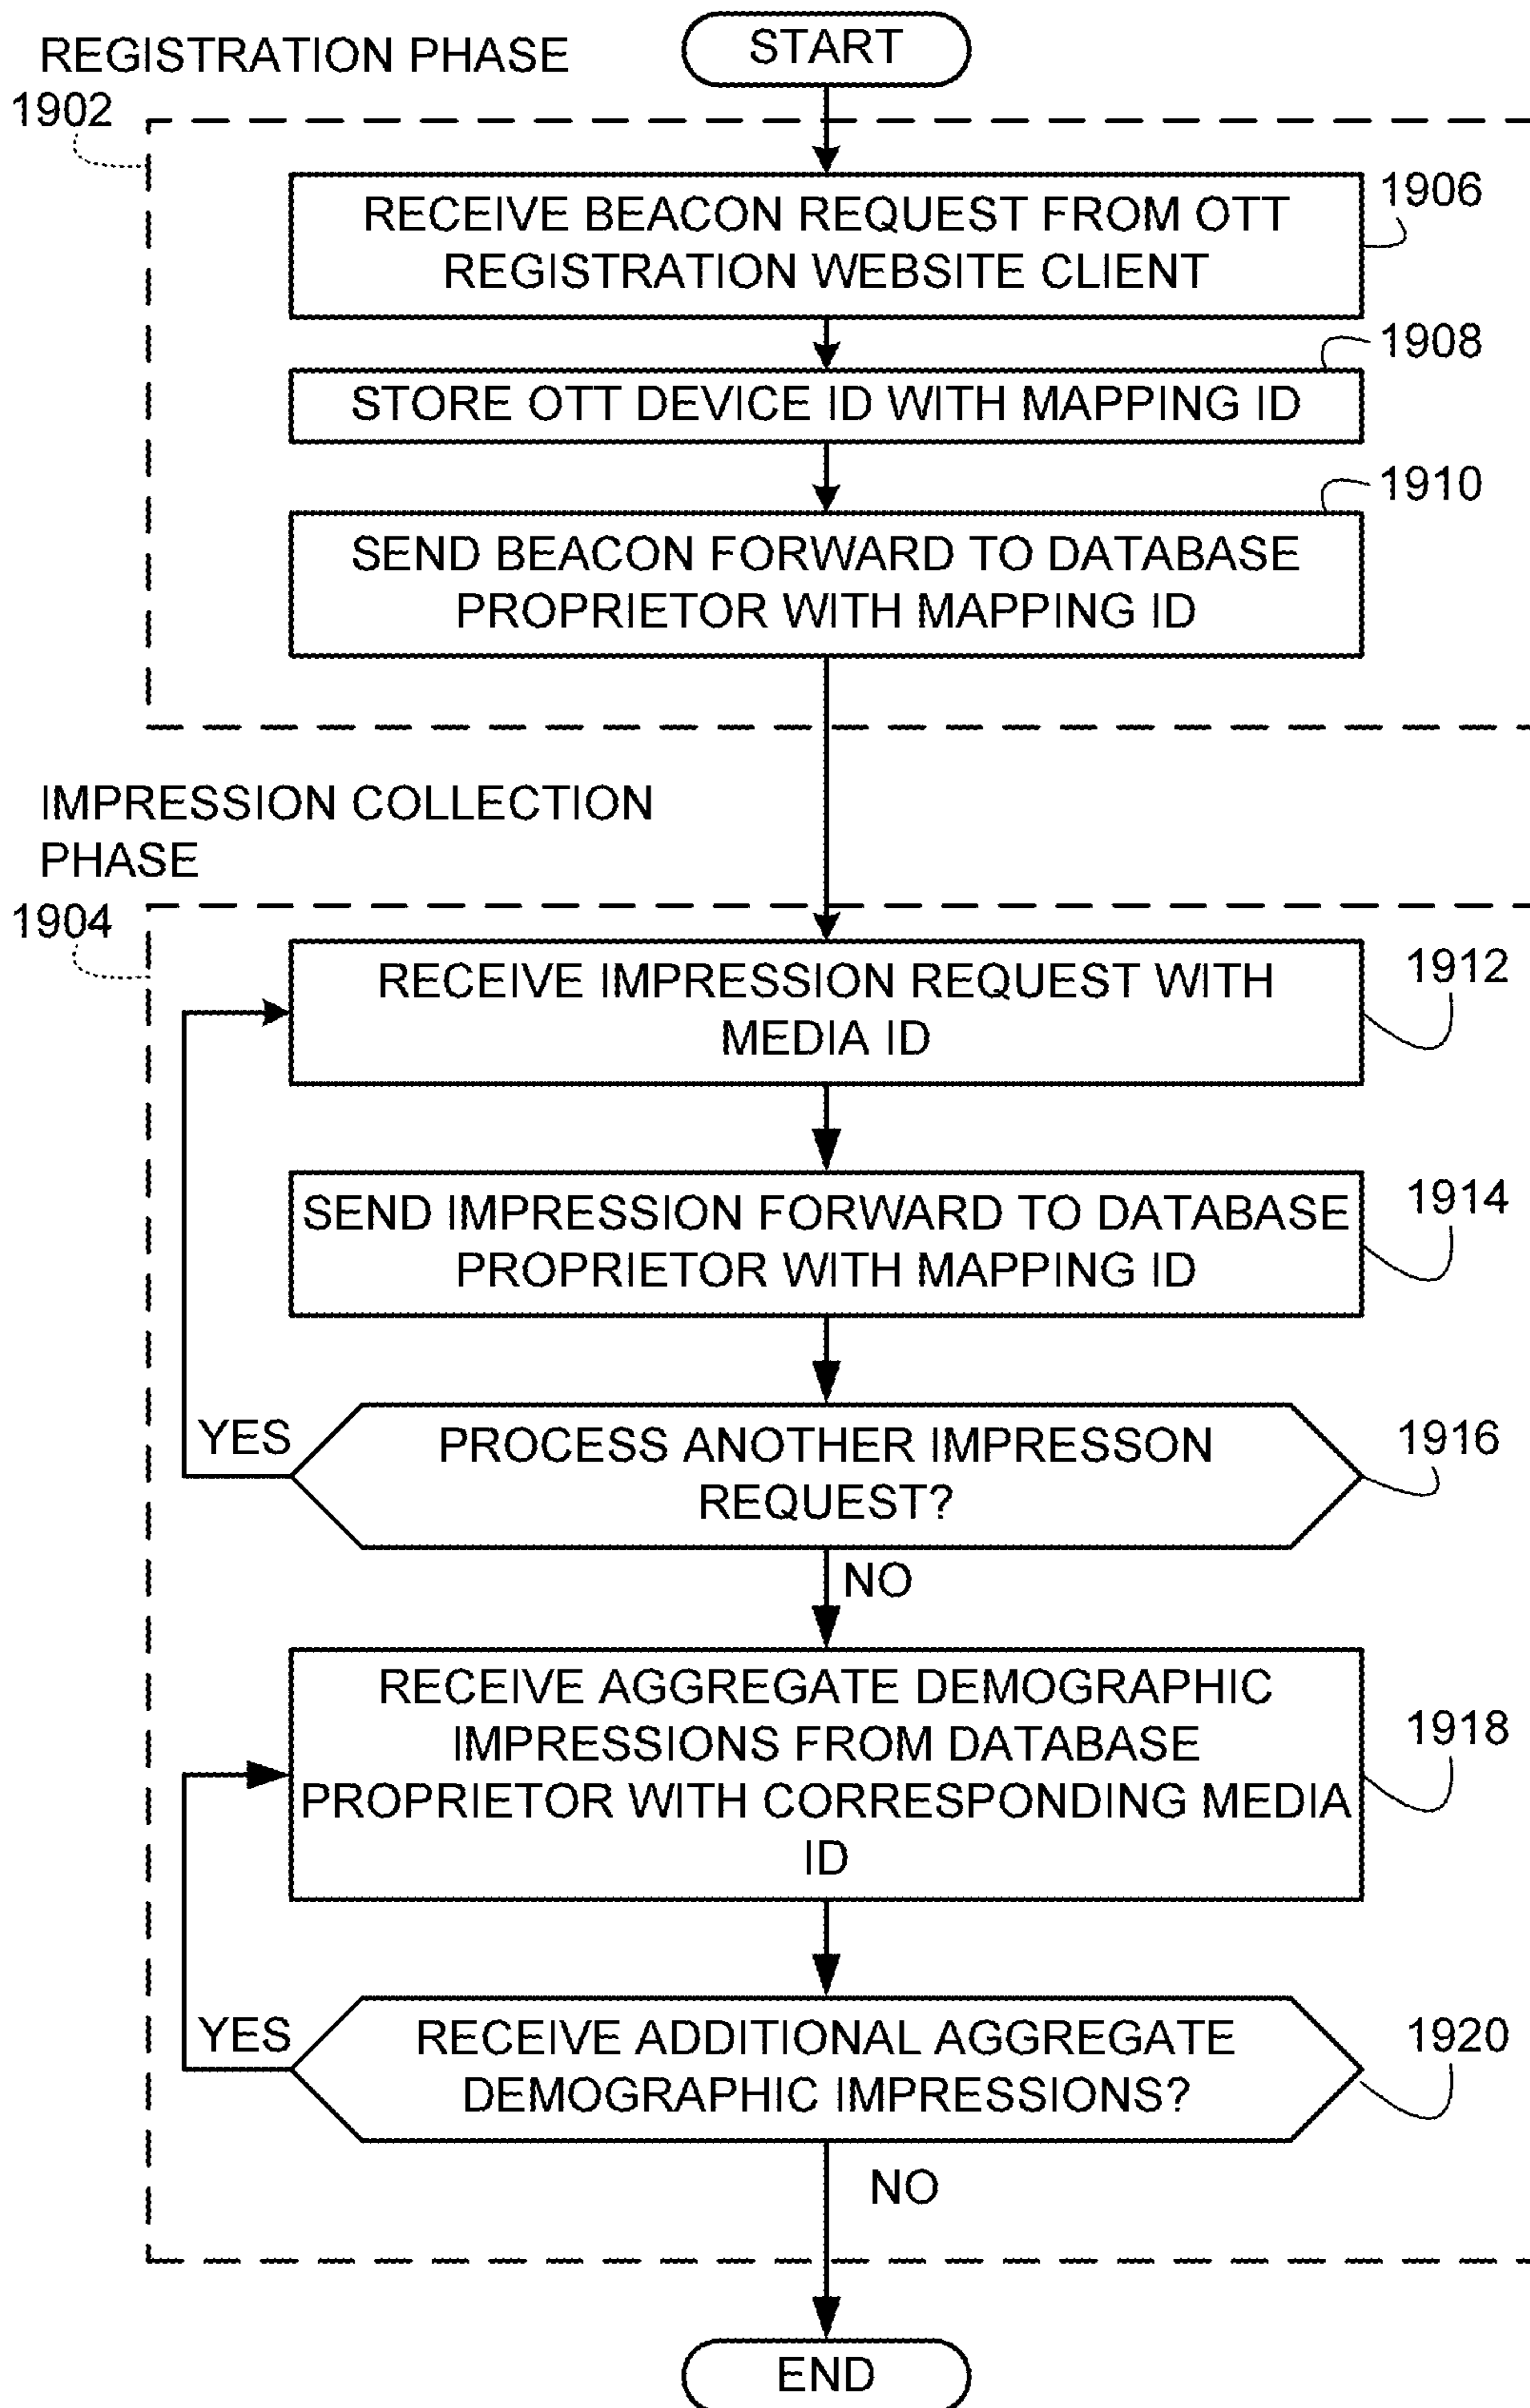 START
REGISTRATION PHASE
1902
RECEIVE BEACON REQUEST FROM OTT
REGISTRATION WEBSITE CLIENT
1906
STORE OTT DEVICE ID WITH MAPPING ID
1908
SEND BEACON FORWARD TO DATABASE
PROPRIETOR WITH MAPPING ID
1910
IMPRESSION COLLECTION
PHASE
1904
RECEIVE IMPRESSION REQUEST WITH
MEDIA ID
1912
SEND IMPRESSION FORWARD TO DATABASE
PROPRIETOR WITH MAPPING ID
1914
YES
PROCESS ANOTHER IMPRESSON
REQUEST?
1916
NO
RECEIVE AGGREGATE DEMOGRAPHIC
IMPRESSIONS FROM DATABASE
PROPRIETOR WITH CORRESPONDING MEDIA
ID
1918
YES
RECEIVE ADDITIONAL AGGREGATE
DEMOGRAPHIC IMPRESSIONS?
1920
NO
END